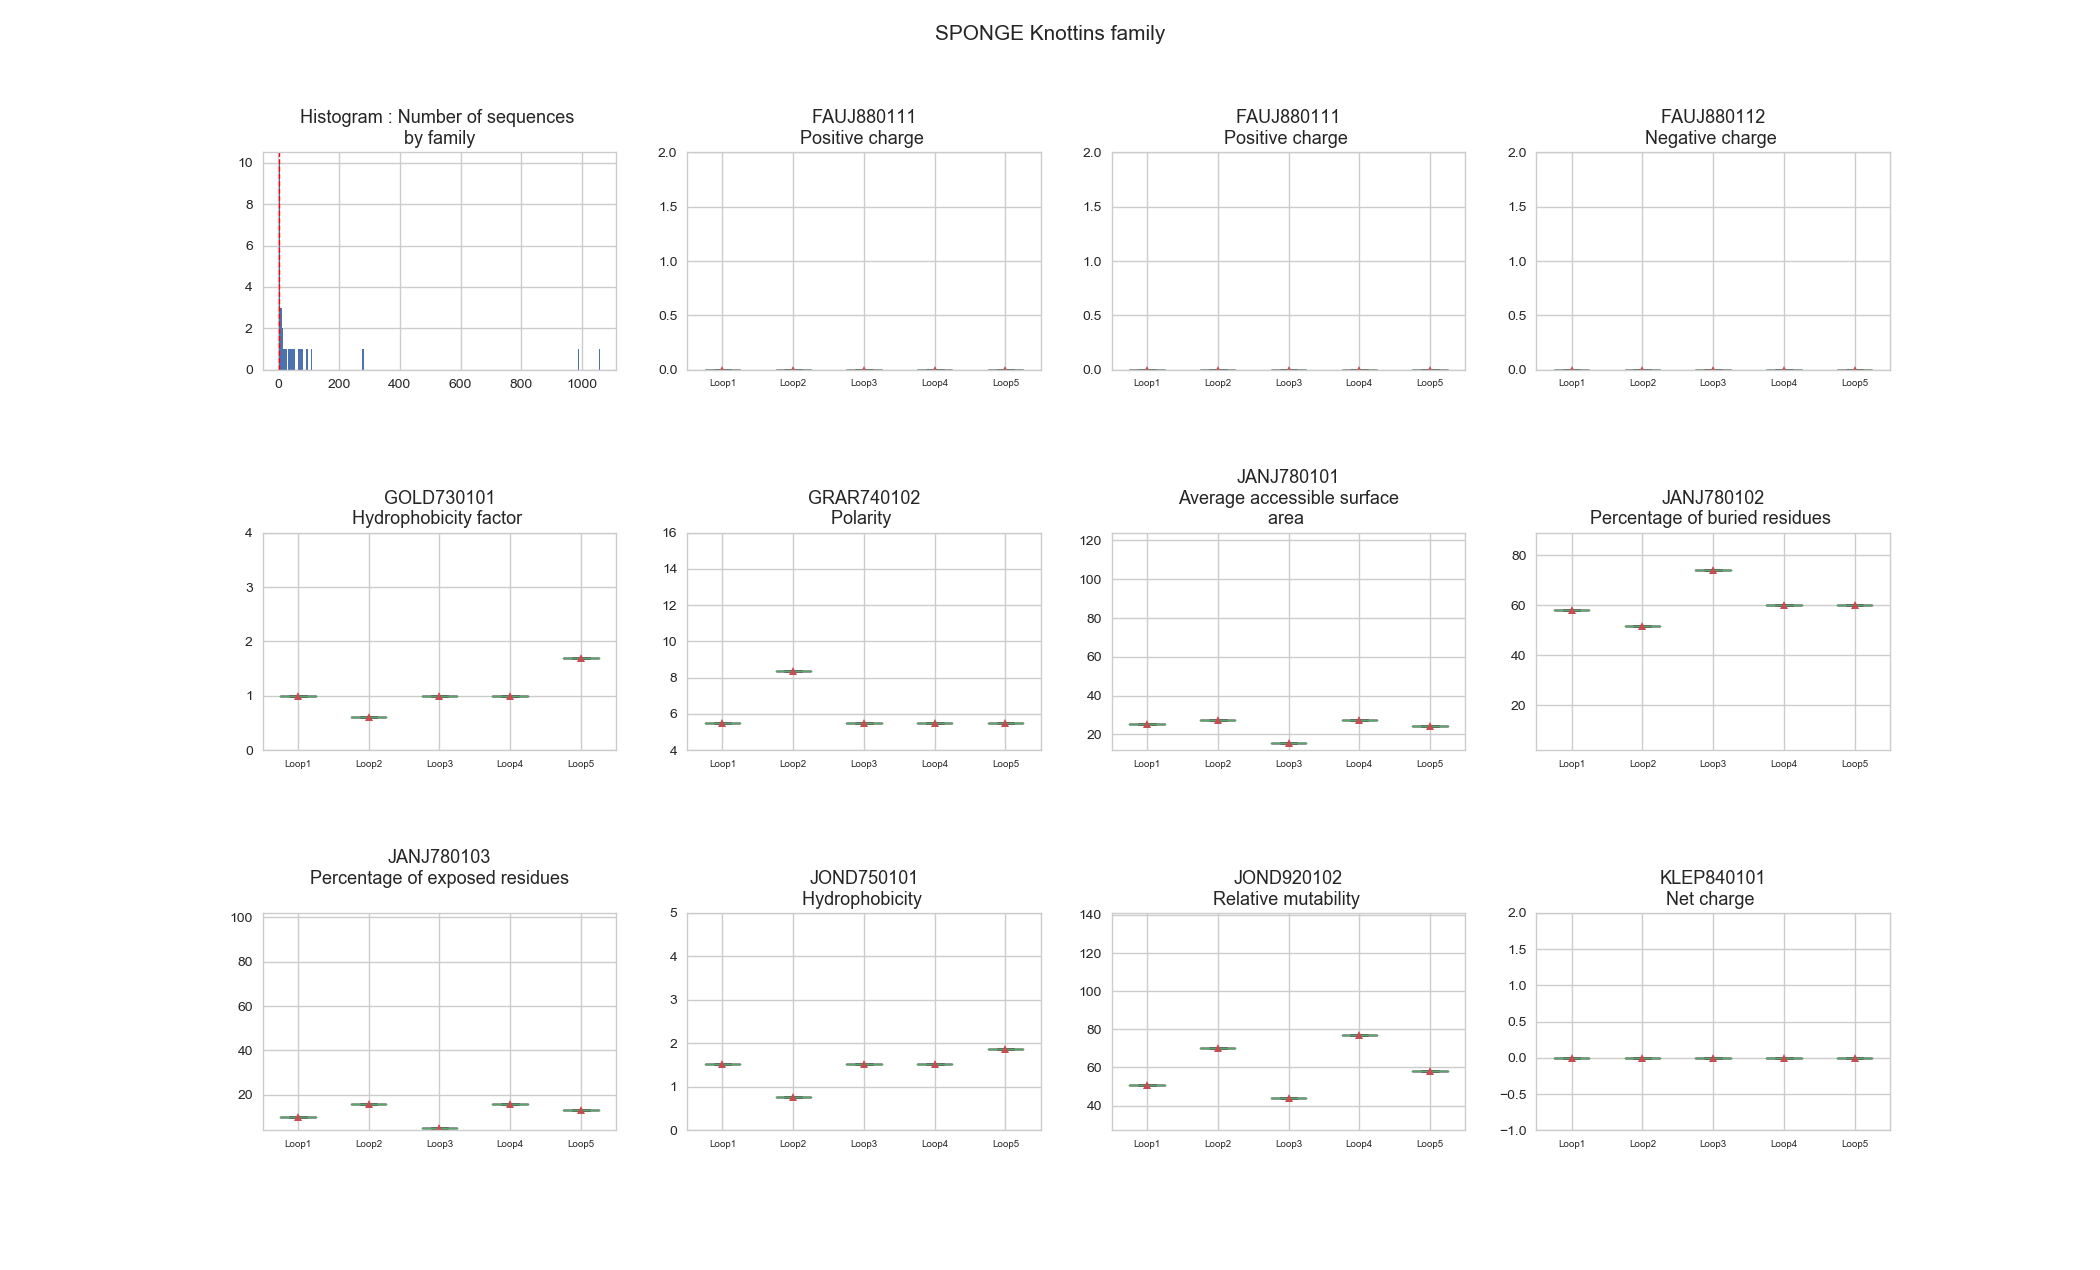 SPONGE Knottins family
Histogram : Number of sequences
by family
10
8
6
4
2
0
0 200 400 600 800 1000
FAUJ880111
Positive charge
2.0
1.5
1.0
0.5
0.0
Loop1 Loop2 Loop3 Loop4 Loop5
FAUJ880111
Positive charge
2.0
1.5
1.0
0.5
0.0
Loop1 Loop2 Loop3 Loop4 Loop5
FAUJ880112
Negative charge
2.0
1.5
1.0
0.5
0.0
Loop1 Loop2 Loop3 Loop4 Loop5
GOLD730101
Hydrophobicity factor
4
3
2
1
0
Loop1 Loop2 Loop3 Loop4 Loop5
GRAR740102
Polarity
16
14
12
10
8
6
4
Loop1 Loop2 Loop3 Loop4 Loop5
JANJ780101
Average accessible surface
area
120
100
80
60
40
20
Loop1 Loop2 Loop3 Loop4 Loop5
JANJ780102
Percentage of buried residues
80
60
40
20
Loop1 Loop2 Loop3 Loop4 Loop5
JANJ780103
Percentage of exposed residues
100
80
60
40
20
Loop1 Loop2 Loop3 Loop4 Loop5
JOND750101
Hydrophobicity
5
4
3
2
1
0
Loop1 Loop2 Loop3 Loop4 Loop5
JOND920102
Relative mutability
140
120
100
80
60
40
Loop1 Loop2 Loop3 Loop4 Loop5
KLEP840101
Net charge
2.0
1.5
1.0
0.5
0.0
−0.5
−1.0
Loop1 Loop2 Loop3 Loop4 Loop5